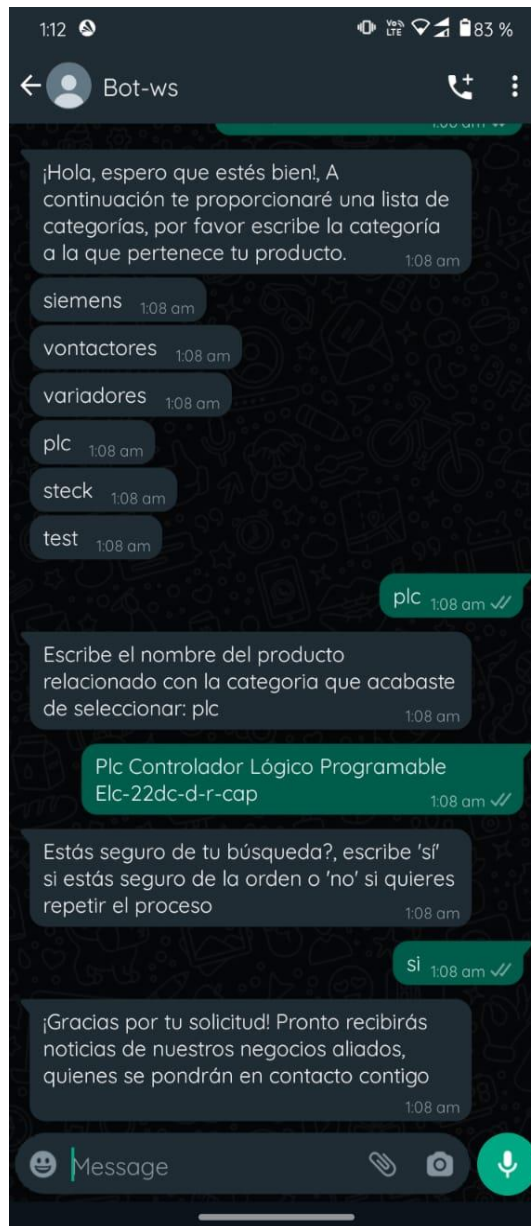 1:12
VoD LTE
83 %
Bot-ws
¡Hola, espero que estés bien!, A
continuación te proporcionaré una lista de
categorías, por favor escribe la categoría
a la que pertenece tu producto.
1:08 am
siemens 1:08 am
vontactores 1:08 am
variadores 1:08 am
plc 1:08 am
steck 1:08 am
test 1:08 am
plc 1:08 am
Escribe el nombre del producto
relacionado con la categoria que acabaste
de seleccionar: plc
1:08 am
Plc Controlador Lógico Programable
Elc-22dc-d-r-cap
1:08 am
Estás seguro de tu búsqueda?, escribe 'sí'
si estás seguro de la orden o 'no' si quieres
repetir el proceso
1:08 am
si 1:08 am
¡Gracias por tu solicitud! Pronto recibirás
noticias de nuestros negocios aliados,
quienes se pondrán en contacto contigo
1:08 am
Message